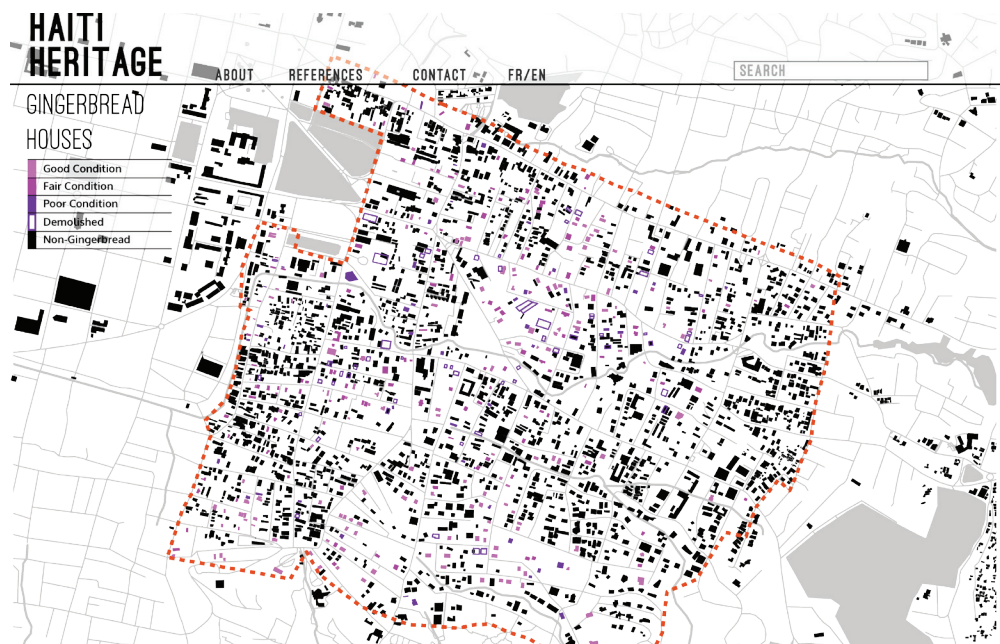 HAITI
HERITAGE
ABOUT
REFERENCES
CONTACT
FR/EN
SEARCH
GINGERBREAD
HOUSES
Good Condition
Fair Condition
Poor Condition
Demolished
Non-Gingerbread